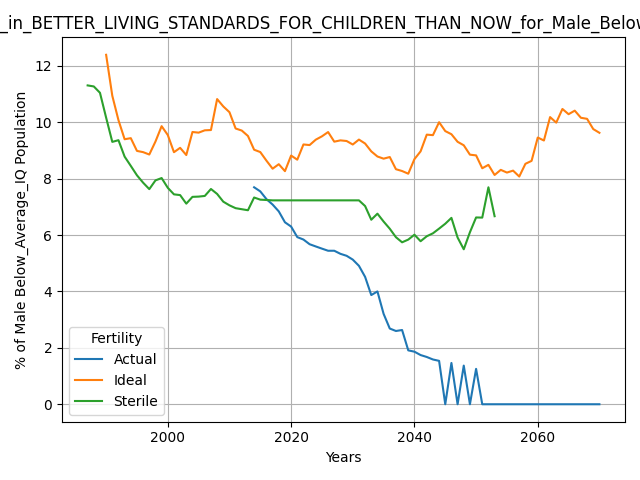 _in_BETTER_LIVING_STANDARDS_FOR_CHILDREN_THAN_NOW_for_Male_Below
% of Male Below_Average_IQ Population
12
10
8
6
4
2
0
Fertility
Actual
Ideal
Sterile
2000 2020 2040 2060
Years